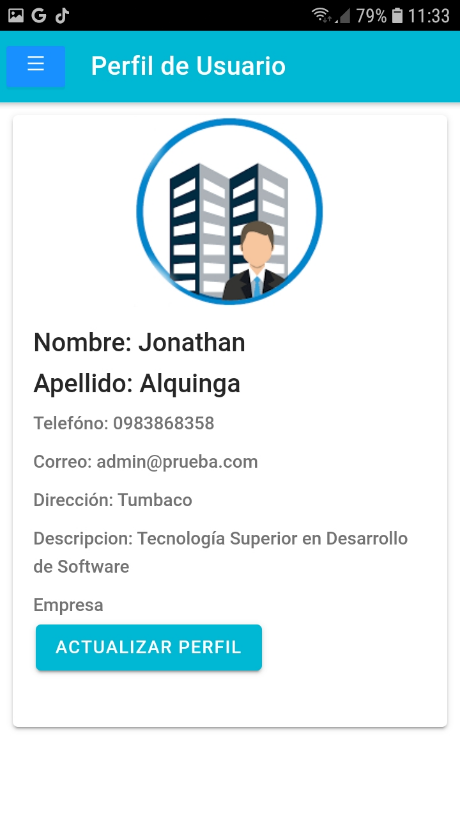 79% 11:33
Perfil de Usuario
Nombre: Jonathan
Apellido: Alquinga
Telefóno: 0983868358
Correo: admin@prueba.com
Dirección: Tumbaco
Descripcion: Tecnología Superior en Desarrollo
de Software
Empresa
ACTUALIZAR PERFIL